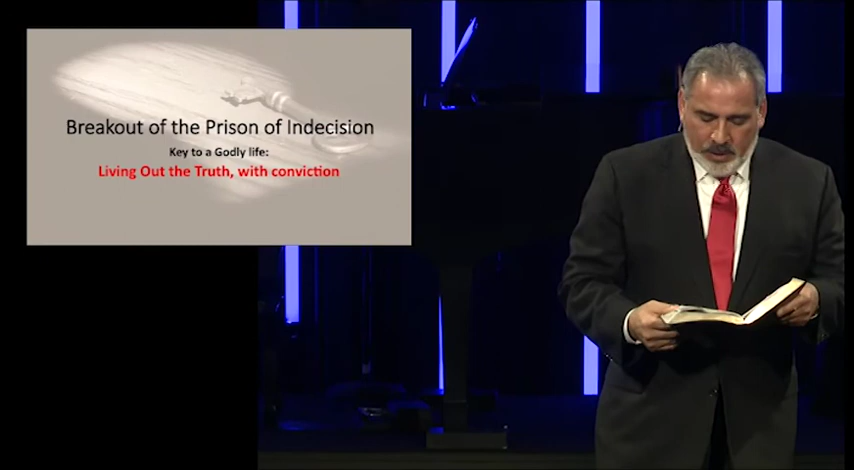 Breakout of the Prison of Indecision
Key to a Godly life:
Living Out the Truth, with conviction